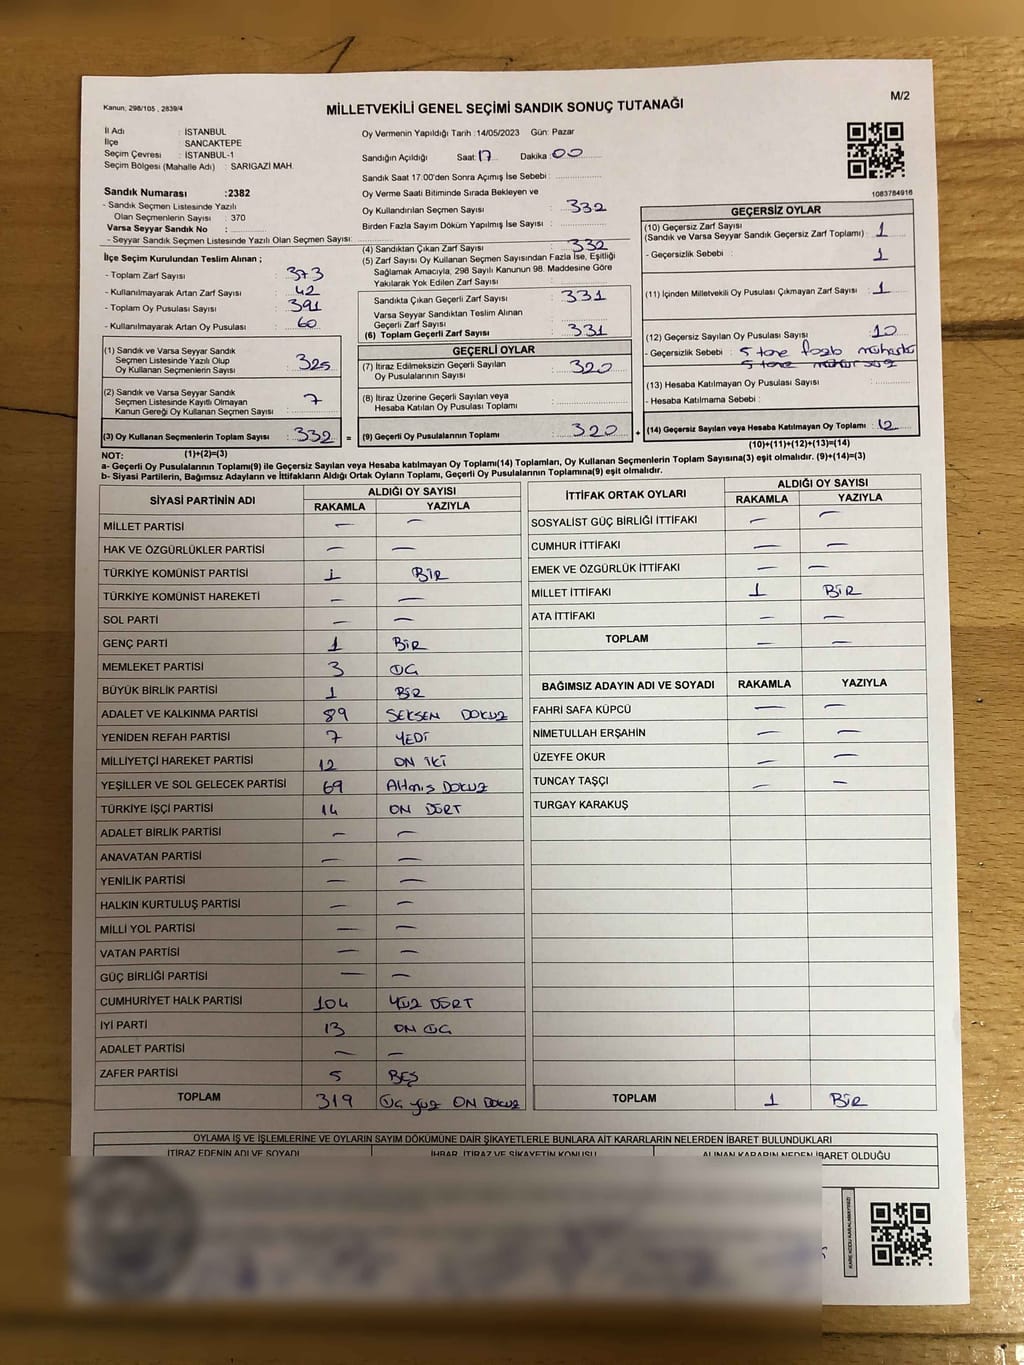 Kanun, 298/105 , 2839/4
MİLLETVEKİLİ GENEL SEÇİMİ SANDIK SONUÇ TUTANAĞI
M/2
İl Adı : İSTANBUL
İlçe : SANCAKTEPE
Seçim Çevresi : İSTANBUL-1
Seçim Bölgesi (Mahalle Adı) : SARIGAZİ MAH.
Sandık Numarası :2382
- Sandık Seçmen Listesinde Yazılı
Olan Seçmenlerin Sayısı : 370
Varsa Seyyar Sandık No :
- Seyyar Sandık Seçmen Listesinde Yazılı Olan Seçmen Sayısı:
Oy Vermenin Yapıldığı Tarih :14/05/2023 Gün: Pazar
Sandığın Açıldığı Saat: 17 Dakika: 00
Sandık Saat 17.00'den Sonra Açımış İse Sebebi :
Oy Verme Saati Bitiminde Sırada Bekleyen ve
Oy Kullandırılan Seçmen Sayısı : 332
Birden Fazla Sayım Döküm Yapılmış İse Sayısı :
1083784916
İlçe Seçim Kurulundan Teslim Alınan ;
- Toplam Zarf Sayısı : 373
- Kullanılmayarak Artan Zarf Sayısı : 42
- Toplam Oy Pusulası Sayısı : 391
- Kullanılmayarak Artan Oy Pusulası : 60
(1) Sandık ve Varsa Seyyar Sandık
Seçmen Listesinde Yazılı Olup
Oy Kullanan Seçmenlerin Sayısı : 325
(2) Sandık ve Varsa Seyyar Sandık
Seçmen Listesinde Kayıtlı Olmayan
Kanun Gereği Oy Kullanan Seçmen Sayısı : 7
(3) Oy Kullanan Seçmenlerin Toplam Sayısı : 332 =
(4) Sandıktan Çıkan Zarf Sayısı : 332
(5) Zarf Sayısı Oy Kullanan Seçmen Sayısından Fazla İse, Eşitliği
Sağlamak Amacıyla, 298 Sayılı Kanunun 98. Maddesine Göre
Yakılarak Yok Edilen Zarf Sayısı :
Sandıkta Çıkan Geçerli Zarf Sayısı : 331
Varsa Seyyar Sandıktan Teslim Alınan
Geçerli Zarf Sayısı :
(6) Toplam Geçerli Zarf Sayısı : 331
GEÇERLİ OYLAR
(7) İtiraz Edilmeksizin Geçerli Sayılan
Oy Pusulalarının Sayısı : 320
(8) İtiraz Üzerine Geçerli Sayılan veya
Hesaba Katılan Oy Pusulası Toplamı :
(9) Geçerli Oy Pusulalarının Toplamı : 320 +
GEÇERSİZ OYLAR
(10) Geçersiz Zarf Sayısı : 1
(Sandık ve Varsa Seyyar Sandık Geçersiz Zarf Toplamı)
- Geçersizlik Sebebi : 1
(11) İçinden Milletvekili Oy Pusulası Çıkmayan Zarf Sayısı : 1
(12) Geçersiz Sayılan Oy Pusulası Sayısı : 10
- Geçersizlik Sebebi : 5 tane fazla mühürlü
5 tane
(13) Hesaba Katılmayan Oy Pusulası Sayısı :
- Hesaba Katılmama Sebebi :
(14) Geçersiz Sayılan veya Hesaba Katılmayan Oy Toplamı : 12
NOT: (1)+(2)=(3) (10)+(11)+(12)+(13)=(14)
a- Geçerli Oy Pusulalarının Toplamı(9) ile Geçersiz Sayılan veya Hesaba katılmayan Oy Toplamı(14) Toplamları, Oy Kullanan Seçmenlerin Toplam Sayısına(3) eşit olmalıdır. (9)+(14)=(3)
b- Siyasi Partilerin, Bağımsız Adayların ve İttifakların Aldığı Ortak Oyların Toplamı, Geçerli Oy Pusulalarının Toplamına(9) eşit olmalıdır.
SİYASİ PARTİNİN ADI ALDIĞI OY SAYISI
RAKAMLA YAZIYLA
MİLLET PARTİSİ — —
HAK VE ÖZGÜRLÜKLER PARTİSİ — —
TÜRKİYE KOMÜNİST PARTİSİ 1 BİR
TÜRKİYE KOMÜNİST HAREKETİ — —
SOL PARTİ — —
GENÇ PARTİ 1 BİR
MEMLEKET PARTİSİ 3 ÜÇ
BÜYÜK BİRLİK PARTİSİ 1 BİR
ADALET VE KALKINMA PARTİSİ 89 SEKSEN DOKUZ
YENİDEN REFAH PARTİSİ 7 YEDİ
MİLLİYETÇİ HAREKET PARTİSİ 12 ON İKİ
YEŞİLLER VE SOL GELECEK PARTİSİ 69 Altmış DOKUZ
TÜRKİYE İŞÇİ PARTİSİ 14 ON DÖRT
ADALET BİRLİK PARTİSİ — —
ANAVATAN PARTİSİ — —
YENİLİK PARTİSİ — —
HALKIN KURTULUŞ PARTİSİ — —
MİLLİ YOL PARTİSİ — —
VATAN PARTİSİ — —
GÜÇ BİRLİĞİ PARTİSİ — —
CUMHURİYET HALK PARTİSİ 104 YÜZ DÖRT
İYİ PARTİ 13 ON ÜÇ
ADALET PARTİSİ — —
ZAFER PARTİSİ 5 BEŞ
TOPLAM 319 ÜÇ YÜZ ON DOKUZ
İTTİFAK ORTAK OYLARI ALDIĞI OY SAYISI
RAKAMLA YAZIYLA
SOSYALİST GÜÇ BİRLİĞİ İTTİFAKI — —
CUMHUR İTTİFAKI — —
EMEK VE ÖZGÜRLÜK İTTİFAKI — —
MİLLET İTTİFAKI 1 BİR
ATA İTTİFAKI — —
TOPLAM — —
BAĞIMSIZ ADAYIN ADI VE SOYADI RAKAMLA YAZIYLA
FAHRİ SAFA KÜPCÜ — —
NİMETULLAH ERŞAHİN — —
ÜZEYFE OKUR — —
TUNCAY TAŞÇI — —
TURGAY KARAKUŞ
TOPLAM 1 BİR
OYLAMA İŞ VE İŞLEMLERİNE VE OYLARIN SAYIM DÖKÜMÜNE DAİR ŞİKAYETLERLE BUNLARA AİT KARARLARIN NELERDEN İBARET BULUNDUKLARI
İTİRAZ EDENİN ADI VE SOYADI İHBAR, İTİRAZ VE ŞİKAYETİN KONUSU ALINAN KARARIN NEDEN İBARET OLDUĞU